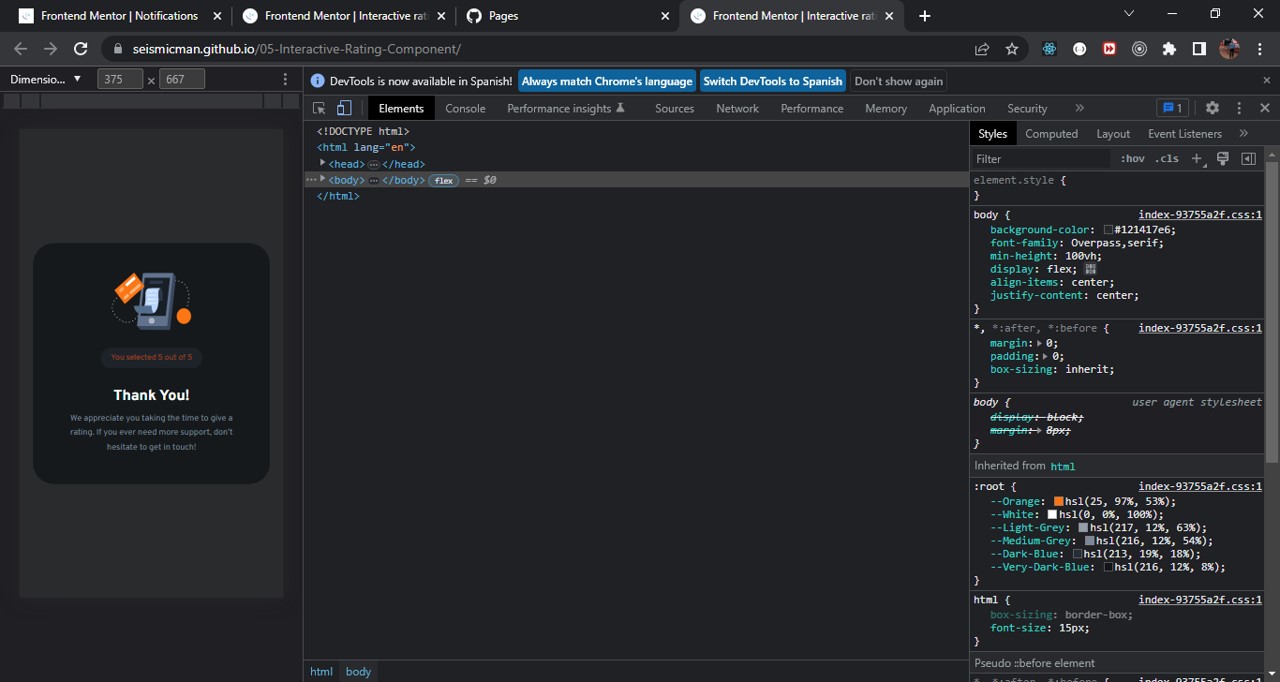 Frontend Mentor | Notifications
Frontend Mentor | Interactive rat
Pages
Frontend Mentor | Interactive rat
seismicman.github.io/05-Interactive-Rating-Component/
Dimensio... ▼ 375 × 667
DevTools is now available in Spanish! Always match Chrome's language Switch DevTools to Spanish Don't show again
Elements Console Performance insights Sources Network Performance Memory Application Security » 1
<!DOCTYPE html>
<html lang="en">
<head> ⋯ </head>
<body> ⋯ </body> flex == $0
</html>
You selected 5 out of 5
Thank You!
We appreciate you taking the time to give a
rating. If you ever need more support, don't
hesitate to get in touch!
html body
Styles Computed Layout Event Listeners »
Filter :hov .cls +
element.style {
}
body { index-93755a2f.css:1
background-color: #121417e6;
font-family: Overpass,serif;
min-height: 100vh;
display: flex;
align-items: center;
justify-content: center;
}
*, *:after, *:before { index-93755a2f.css:1
margin: 0;
padding: 0;
box-sizing: inherit;
}
body { user agent stylesheet
display: block;
margin: 8px;
}
Inherited from html
:root { index-93755a2f.css:1
--Orange: hsl(25, 97%, 53%);
--White: hsl(0, 0%, 100%);
--Light-Grey: hsl(217, 12%, 63%);
--Medium-Grey: hsl(216, 12%, 54%);
--Dark-Blue: hsl(213, 19%, 18%);
--Very-Dark-Blue: hsl(216, 12%, 8%);
}
html { index-93755a2f.css:1
box-sizing: border-box;
font-size: 15px;
}
Pseudo ::before element
*, *:after, *:before { index-93755a2f.css:1